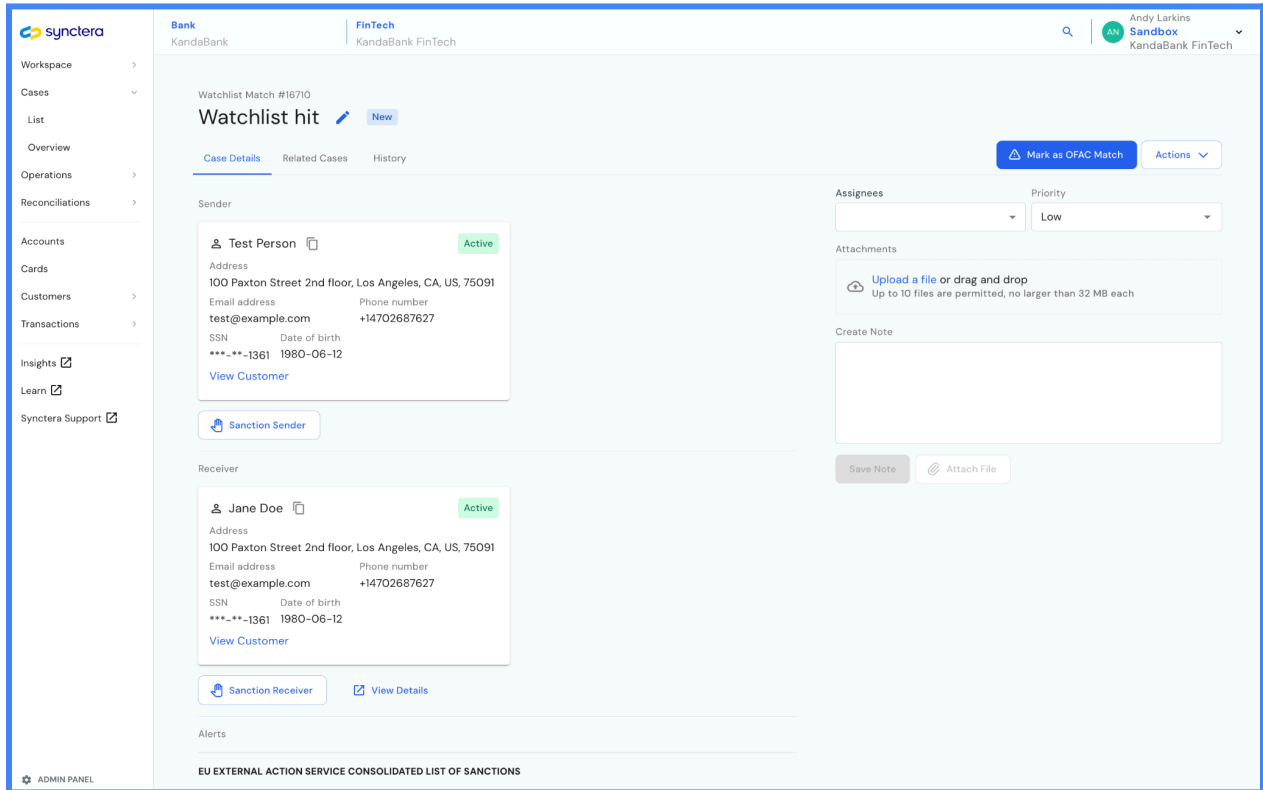 synctera
Bank
KandaBank
FinTech
KandaBank FinTech
AN
Andy Larkins
Sandbox
KandaBank FinTech
Workspace
Cases
List
Overview
Operations
Reconciliations
Accounts
Cards
Customers
Transactions
Insights
Learn
Synctera Support
ADMIN PANEL
Watchlist Match #16710
Watchlist hit
New
Case Details
Related Cases
History
Mark as OFAC Match
Actions
Sender
Test Person
Active
Address
100 Paxton Street 2nd floor, Los Angeles, CA, US, 75091
Email address
Phone number
test@example.com
+14702687627
SSN
Date of birth
***-**-1361
1980-06-12
View Customer
Sanction Sender
Receiver
Jane Doe
Active
Address
100 Paxton Street 2nd floor, Los Angeles, CA, US, 75091
Email address
Phone number
test@example.com
+14702687627
SSN
Date of birth
***-**-1361
1980-06-12
View Customer
Sanction Receiver
View Details
Alerts
EU EXTERNAL ACTION SERVICE CONSOLIDATED LIST OF SANCTIONS
Assignees
Priority
Low
Attachments
Upload a file or drag and drop
Up to 10 files are permitted, no larger than 32 MB each
Create Note
Save Note
Attach File